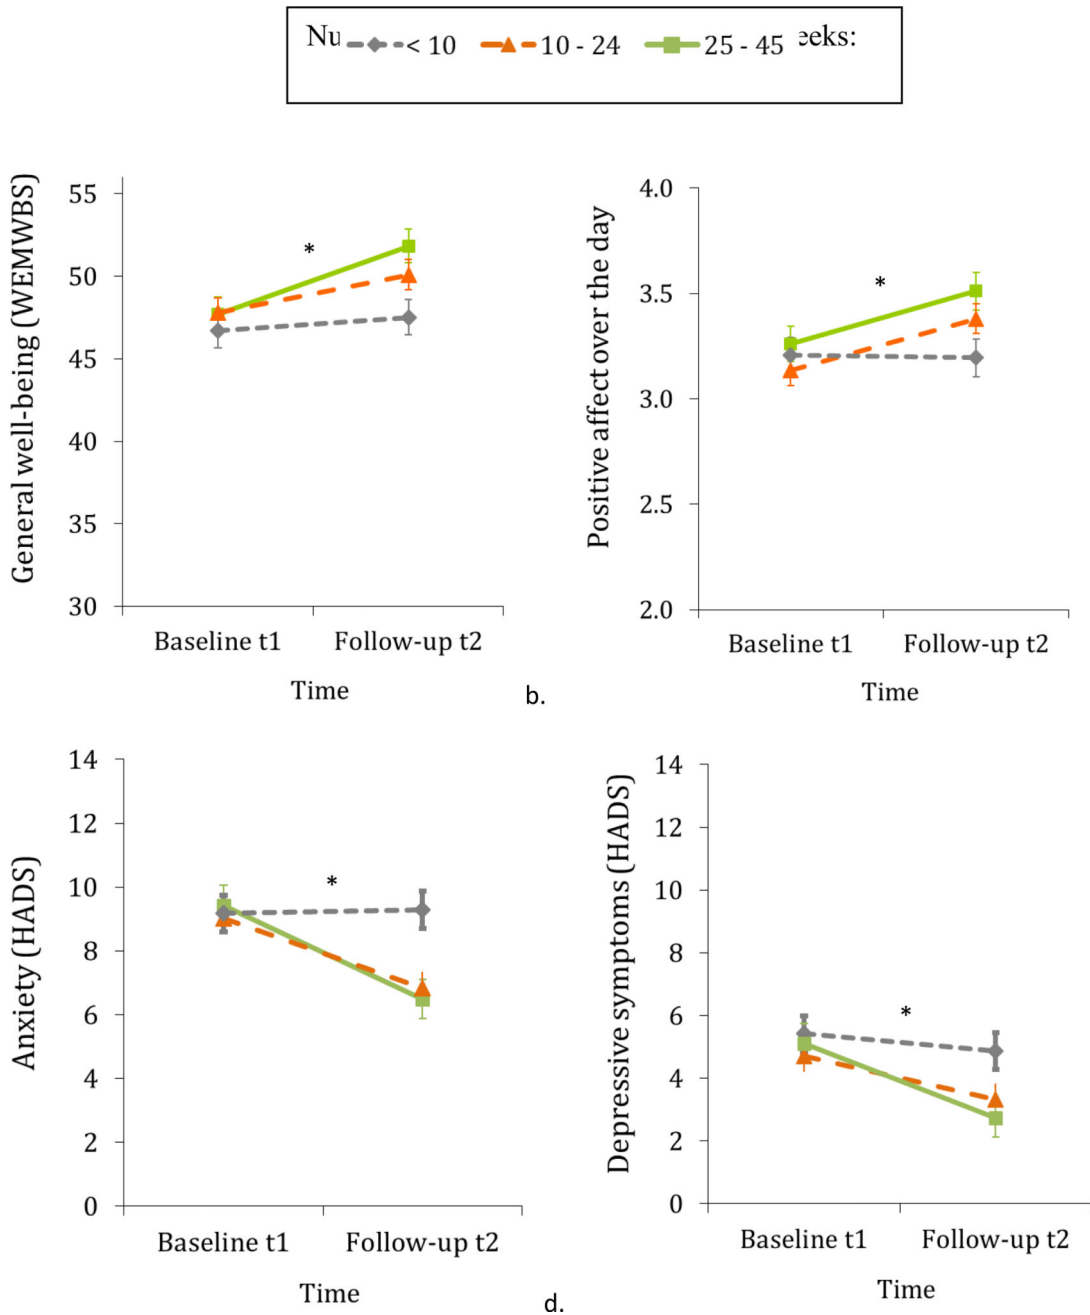 < 10 10 - 24 25 - 45
General well-being (WEMWBS)
55
50
45
40
35
30
Baseline t1 Follow-up t2
Time
*
Positive affect over the day
4.0
3.5
3.0
2.5
2.0
Baseline t1 Follow-up t2
Time
*
b.
Anxiety (HADS)
14
12
10
8
6
4
2
0
Baseline t1 Follow-up t2
Time
*
Depressive symptoms (HADS)
14
12
10
8
6
4
2
0
Baseline t1 Follow-up t2
Time
*
d.